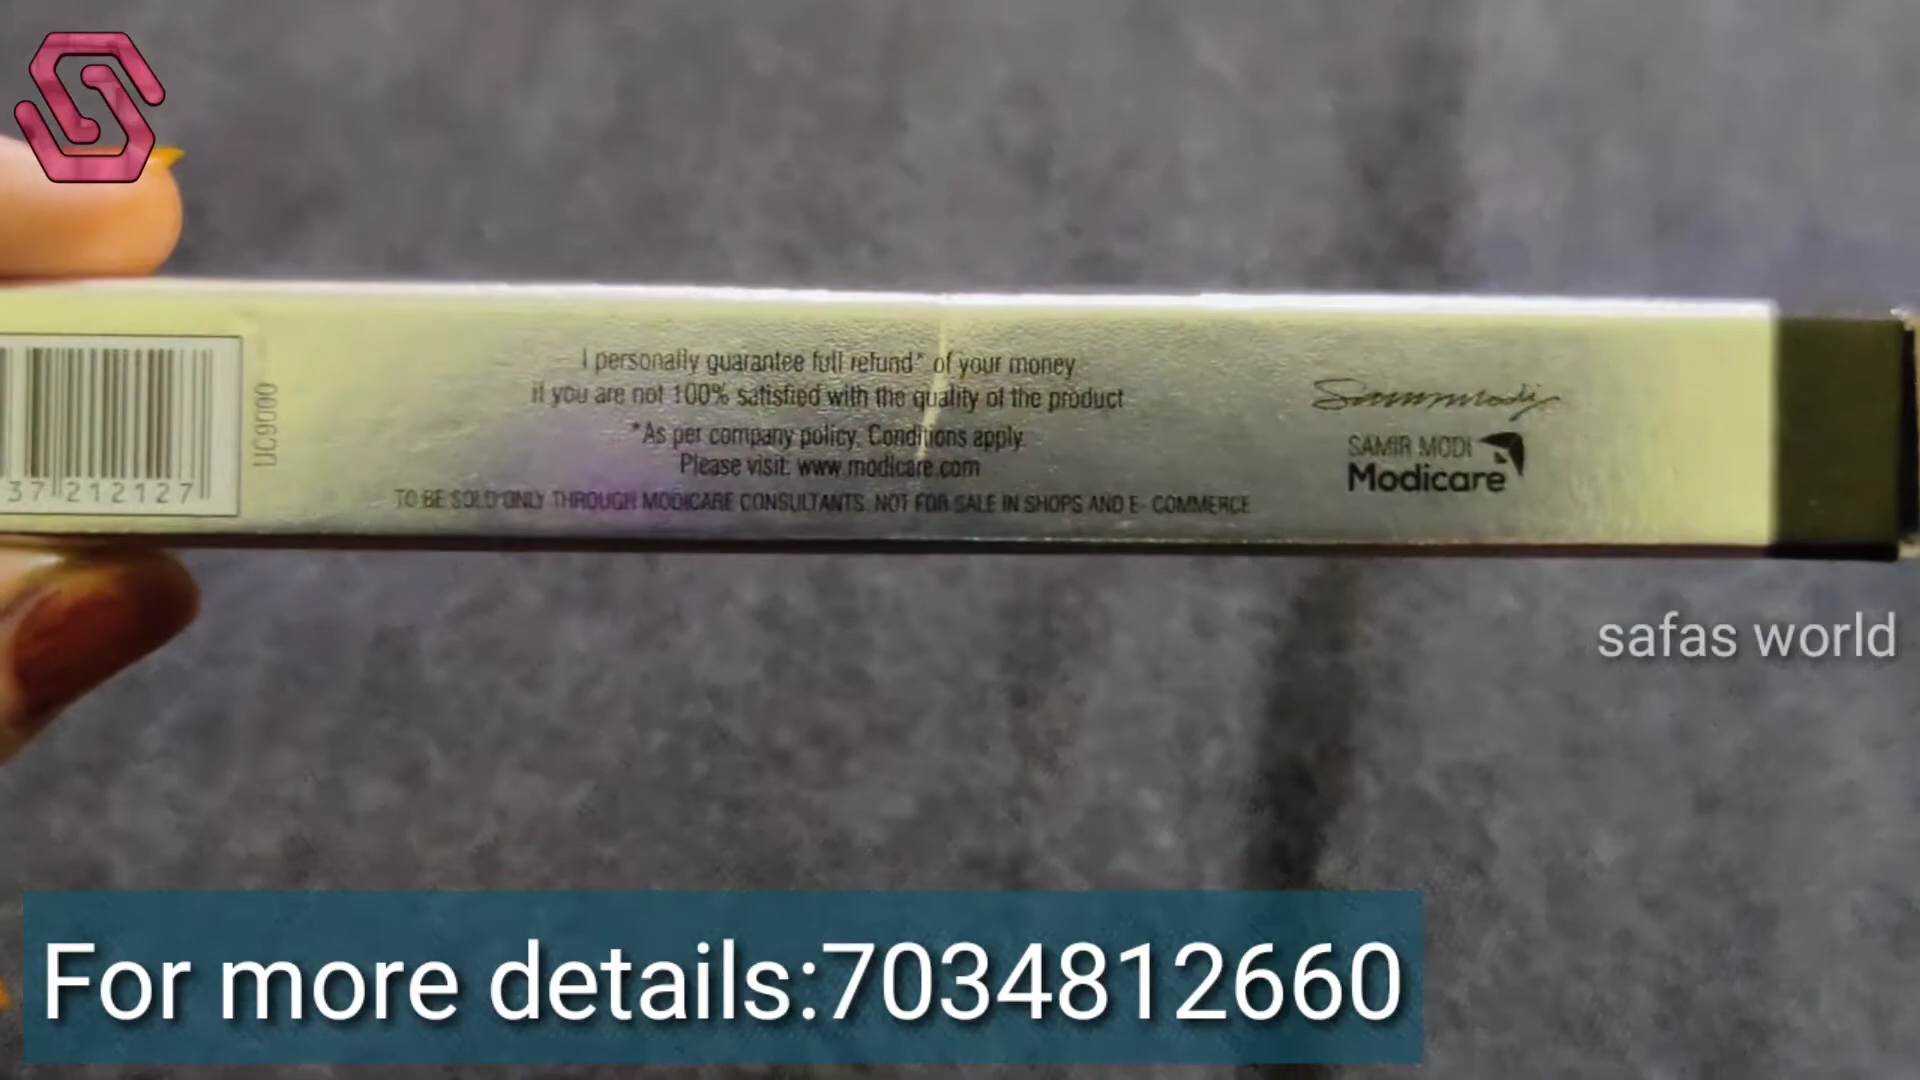 I personally guarantee full refund* of your money
if you are not 100% satisfied with the quality of the product
*As per company policy. Conditions apply.
Please visit: www.modicare.com
TO BE SOLD ONLY THROUGH MODICARE CONSULTANTS. NOT FOR SALE IN SHOPS AND E- COMMERCE
37 212127
UC9000
SAMIR MODI
Modicare
safas world
For more details:7034812660